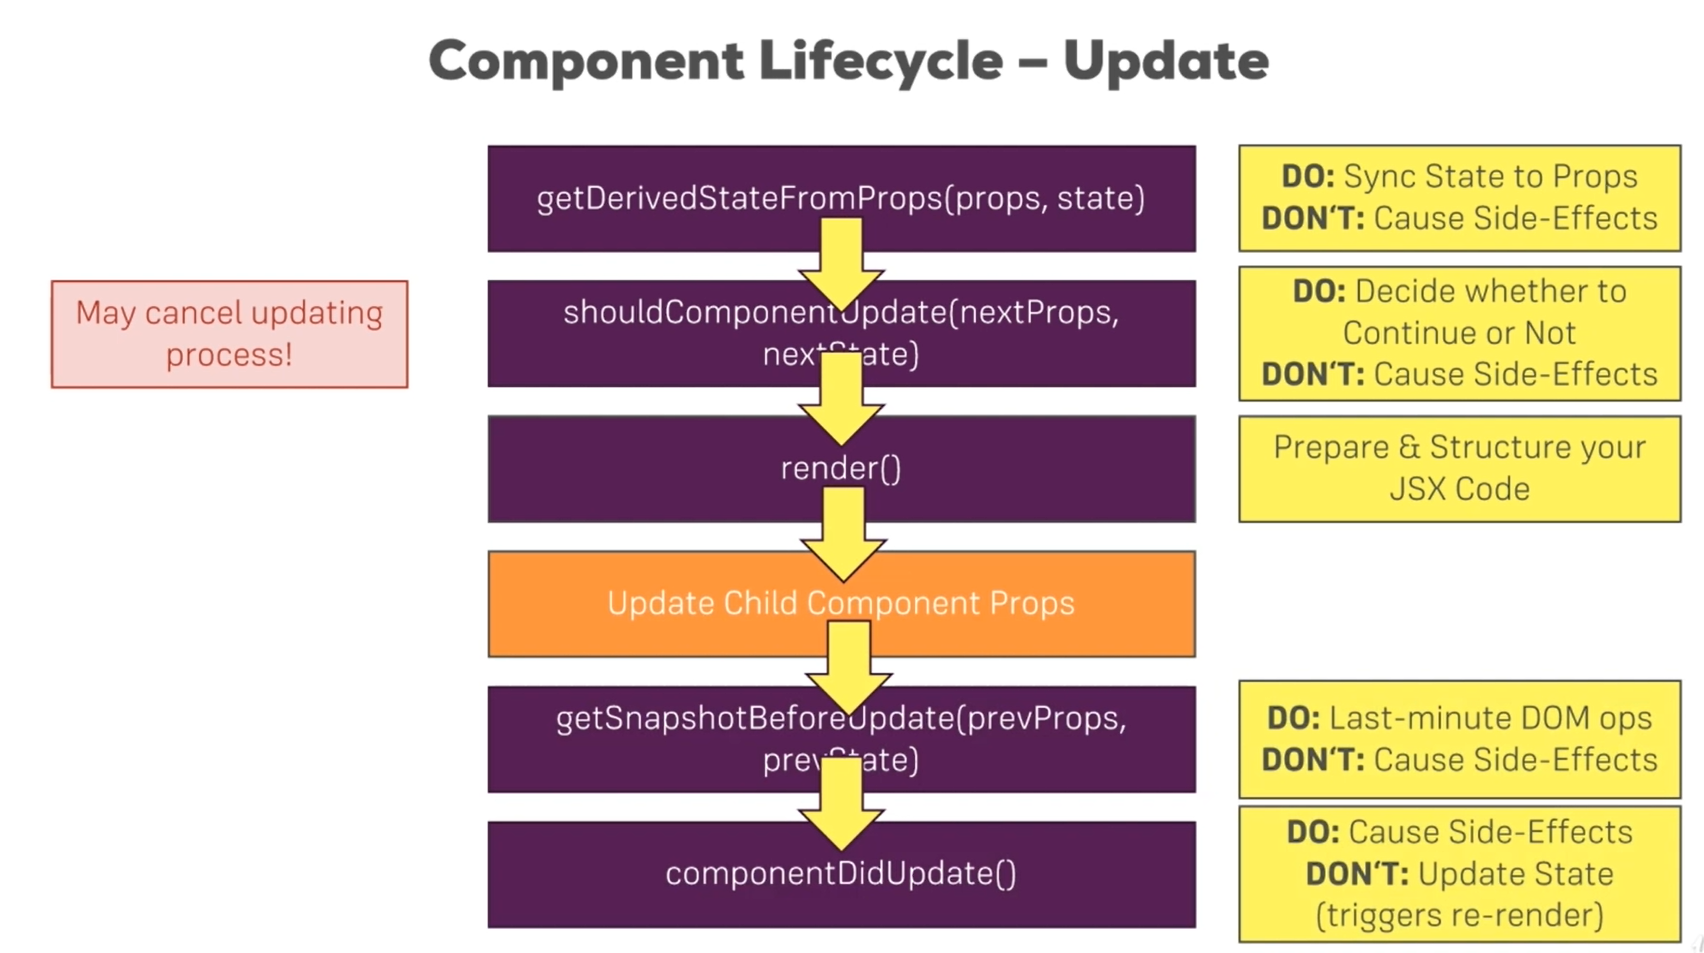 Component Lifecycle – Update
getDerivedStateFromProps(props, state)
DO: Sync State to Props
DON‘T: Cause Side-Effects
May cancel updating
process!
shouldComponentUpdate(nextProps,
nextState)
DO: Decide whether to
Continue or Not
DON‘T: Cause Side-Effects
render()
Prepare & Structure your
JSX Code
Update Child Component Props
getSnapshotBeforeUpdate(prevProps,
prevState)
DO: Last-minute DOM ops
DON‘T: Cause Side-Effects
componentDidUpdate()
DO: Cause Side-Effects
DON‘T: Update State
(triggers re-render)